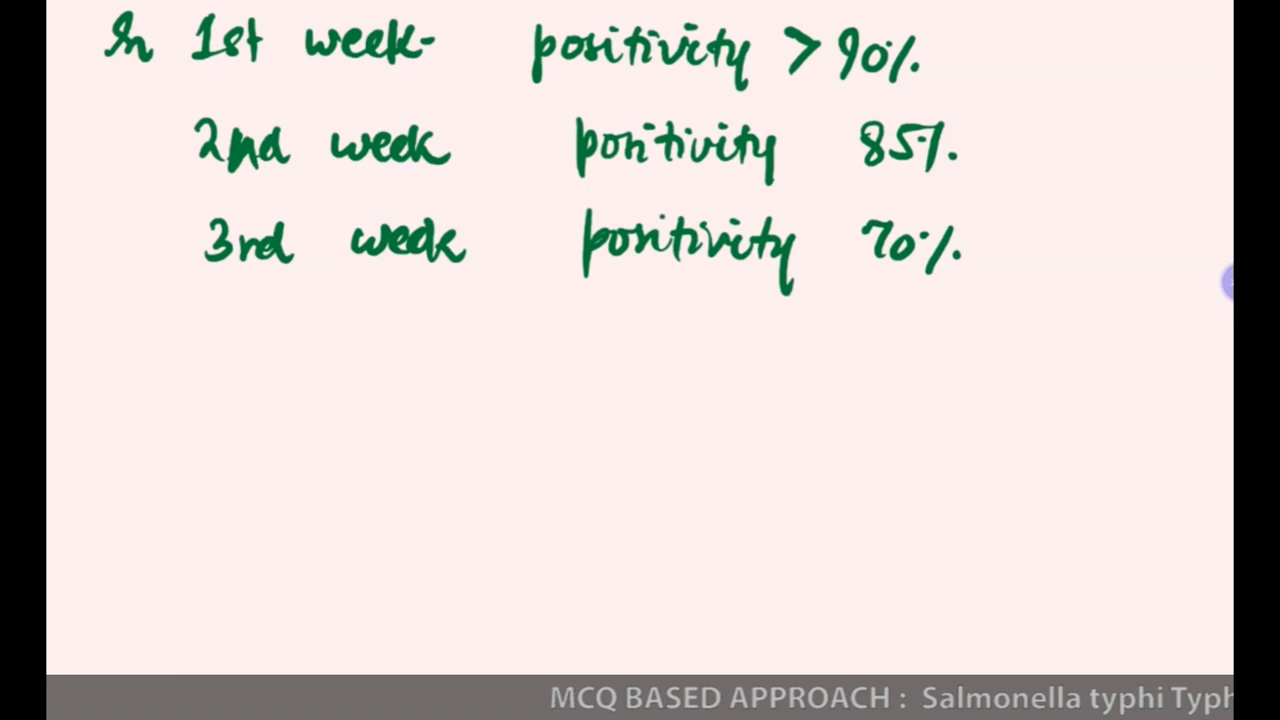 In 1st week- positivity > 90%.
2nd week positivity 85%.
3rd week positivity 70%.
MCQ BASED APPROACH : Salmonella typhi Typh